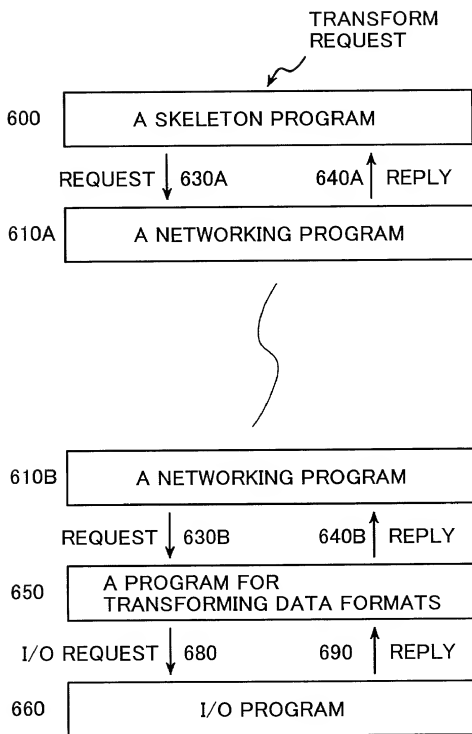 TRANSFORM
REQUEST
600 A SKELETON PROGRAM
REQUEST 630A 640A REPLY
610A A NETWORKING PROGRAM
610B A NETWORKING PROGRAM
REQUEST 630B 640B REPLY
650 A PROGRAM FOR
TRANSFORMING DATA FORMATS
I/O REQUEST 680 690 REPLY
660 I/O PROGRAM